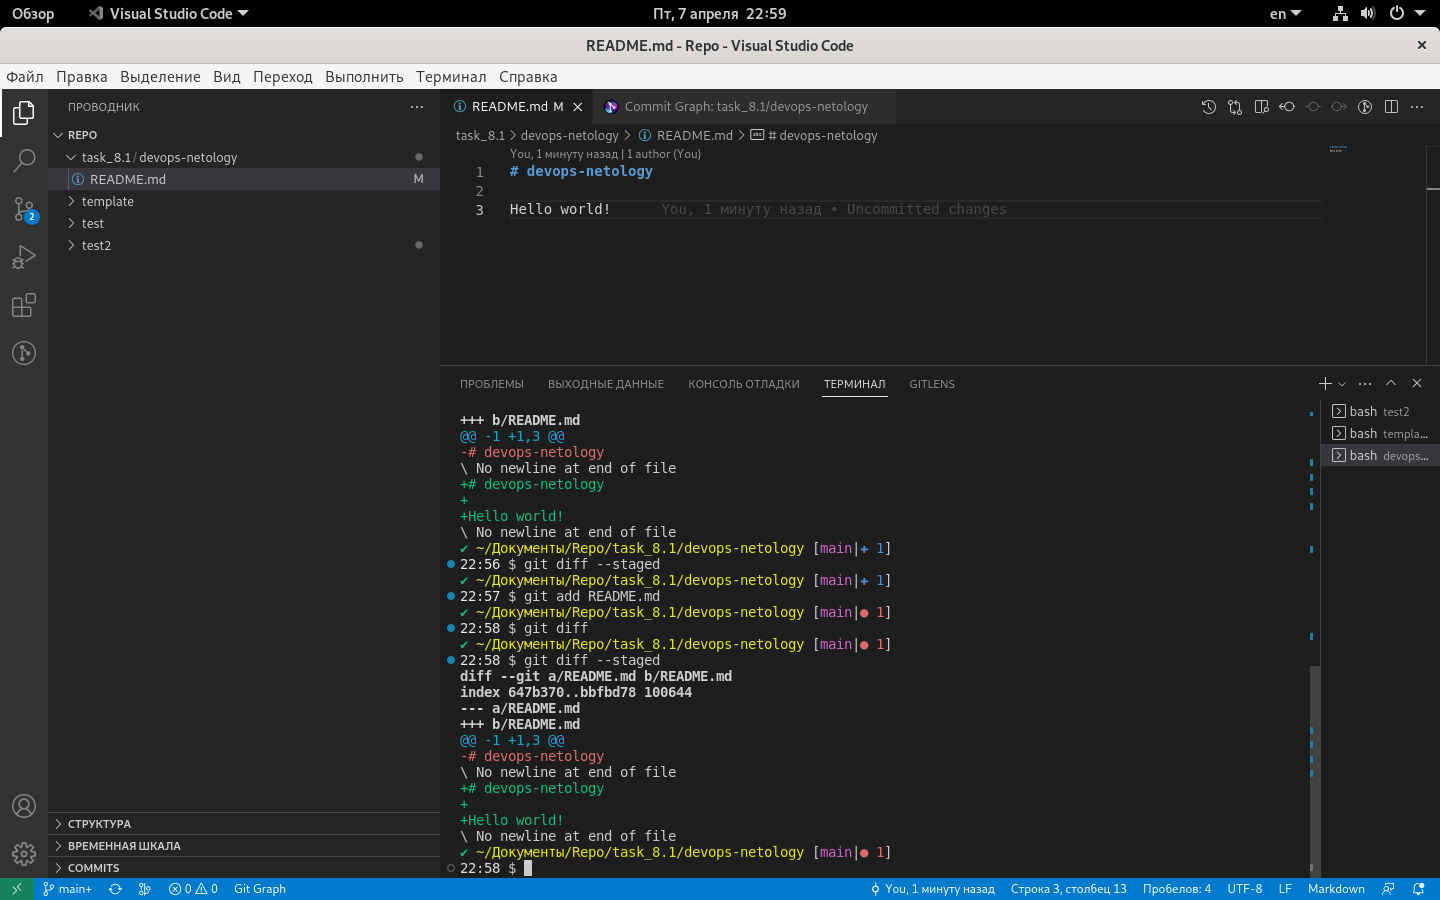 Обзор Visual Studio Code Пт, 7 апреля 22:59 en
README.md - Repo - Visual Studio Code
Файл Правка Выделение Вид Переход Выполнить Терминал Справка
ПРОВОДНИК
REPO
task_8.1 / devops-netology
README.md M
template
test
test2
2
СТРУКТУРА
ВРЕМЕННАЯ ШКАЛА
COMMITS
README.md M Commit Graph: task_8.1/devops-netology
task_8.1 > devops-netology > README.md > # devops-netology
You, 1 минуту назад | 1 author (You)
1 # devops-netology
2
3 Hello world! You, 1 минуту назад • Uncommitted changes
ПРОБЛЕМЫ ВЫХОДНЫЕ ДАННЫЕ КОНСОЛЬ ОТЛАДКИ ТЕРМИНАЛ GITLENS
+++ b/README.md
@@ -1 +1,3 @@
-# devops-netology
\ No newline at end of file
+# devops-netology
+
+Hello world!
\ No newline at end of file
✔ ~/Документы/Repo/task_8.1/devops-netology [main|✚ 1]
22:56 $ git diff --staged
✔ ~/Документы/Repo/task_8.1/devops-netology [main|✚ 1]
22:57 $ git add README.md
✔ ~/Документы/Repo/task_8.1/devops-netology [main|● 1]
22:58 $ git diff
✔ ~/Документы/Repo/task_8.1/devops-netology [main|● 1]
22:58 $ git diff --staged
diff --git a/README.md b/README.md
index 647b370..bbfbd78 100644
--- a/README.md
+++ b/README.md
@@ -1 +1,3 @@
-# devops-netology
\ No newline at end of file
+# devops-netology
+
+Hello world!
\ No newline at end of file
✔ ~/Документы/Repo/task_8.1/devops-netology [main|● 1]
22:58 $
bash test2
bash templa...
bash devops...
main+ 0 0 Git Graph You, 1 минуту назад Строка 3, столбец 13 Пробелов: 4 UTF-8 LF Markdown